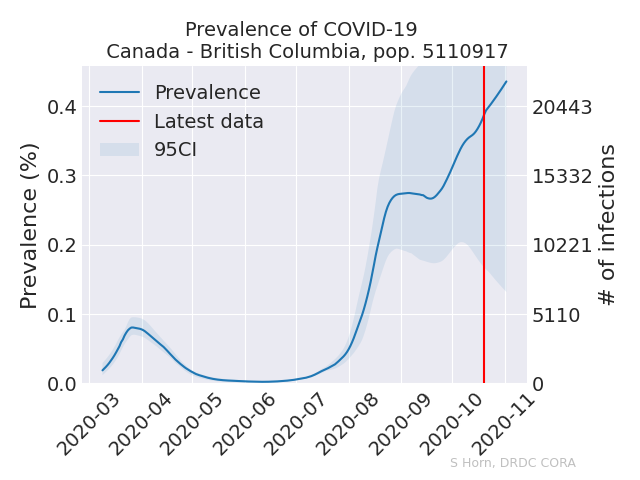 Prevalence of COVID-19
Canada - British Columbia, pop. 5110917
Prevalence
Latest data
95CI
Prevalence (%)
0.4
0.3
0.2
0.1
0.0
20443
15332
10221
5110
0
# of infections
2020-03
2020-04
2020-05
2020-06
2020-07
2020-08
2020-09
2020-10
2020-11
S Horn, DRDC CORA